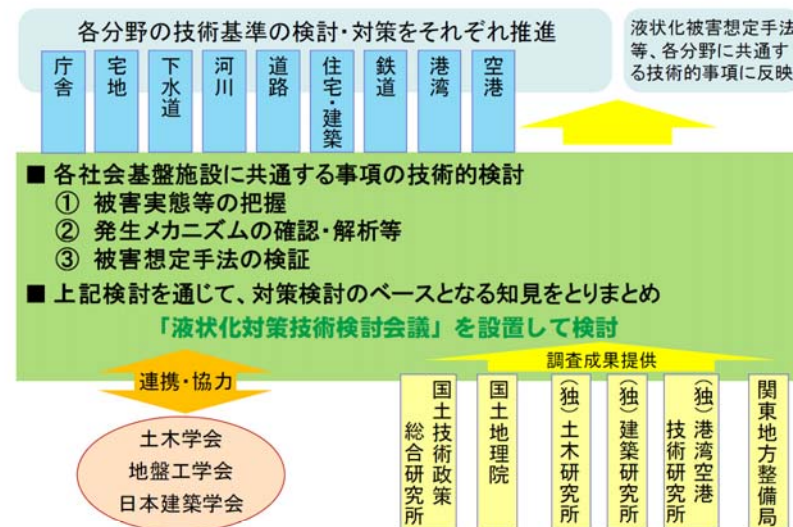 各分野の技術基準の検討・対策をそれぞれ推進
液状化被害想定手法
等、各分野に共通す
る技術的事項に反映
庁舎
宅地
下水道
河川
道路
住宅・建築
鉄道
港湾
空港
■ 各社会基盤施設に共通する事項の技術的検討
① 被害実態等の把握
② 発生メカニズムの確認・解析等
③ 被害想定手法の検証
■ 上記検討を通じて、対策検討のベースとなる知見をとりまとめ
「液状化対策技術検討会議」を設置して検討
連携・協力
調査成果提供
土木学会
地盤工学会
日本建築学会
国土技術政策
総合研究所
国土地理院
(独)土木研究所
(独)建築研究所
(独)港湾空港
技術研究所
関東地方整備局